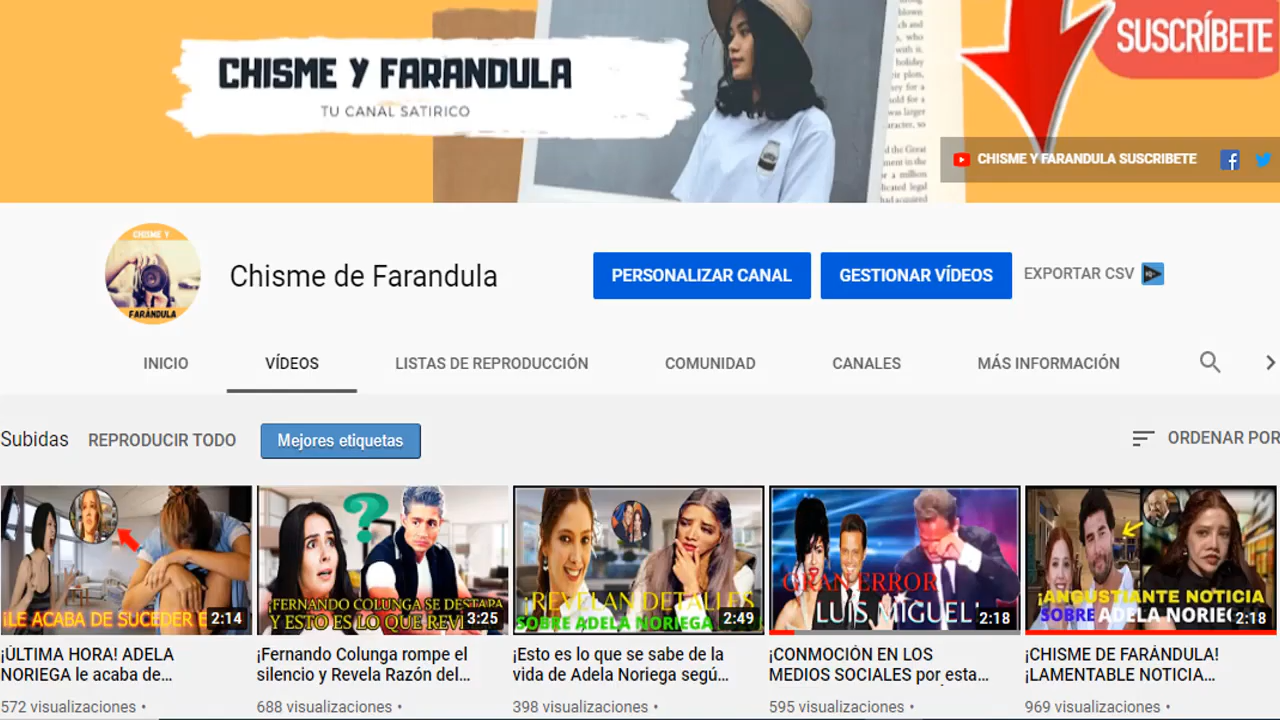 CHISME Y FARANDULA
TU CANAL SATIRICO
SUSCRÍBETE
CHISME Y FARANDULA SUSCRIBETE
CHISME Y
FARÁNDULA
Chisme de Farandula
PERSONALIZAR CANAL
GESTIONAR VÍDEOS
EXPORTAR CSV
INICIO
VÍDEOS
LISTAS DE REPRODUCCIÓN
COMUNIDAD
CANALES
MÁS INFORMACIÓN
Subidas
REPRODUCIR TODO
Mejores etiquetas
ORDENAR POR
¡LE ACABA DE SUCEDER E
2:14
¡ÚLTIMA HORA! ADELA
NORIEGA le acaba de...
572 visualizaciones •
?
¡FERNANDO COLUNGA SE DESTAPA
Y ESTO ES LO QUE REV
3:25
¡Fernando Colunga rompe el
silencio y Revela Razón del...
688 visualizaciones •
¡REVELAN DETALLES
SOBRE ADELA NORIEGA
2:49
¡Esto es lo que se sabe de la
vida de Adela Noriega segú...
398 visualizaciones •
GRAN ERROR
LUIS MIGUEL
2:18
¡CONMOCIÓN EN LOS
MEDIOS SOCIALES por esta...
595 visualizaciones •
¡ANGUSTIANTE NOTICIA
SOBRE ADELA NORIEG
2:18
¡CHISME DE FARÁNDULA!
¡LAMENTABLE NOTICIA...
969 visualizaciones •